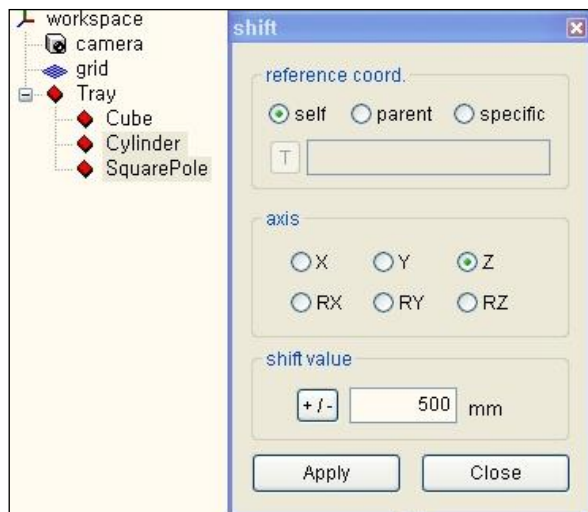 workspace
camera
grid
Tray
Cube
Cylinder
SquarePole
shift
reference coord.
self parent specific
T
axis
X Y Z
RX RY RZ
shift value
+ / - 500 mm
Apply Close